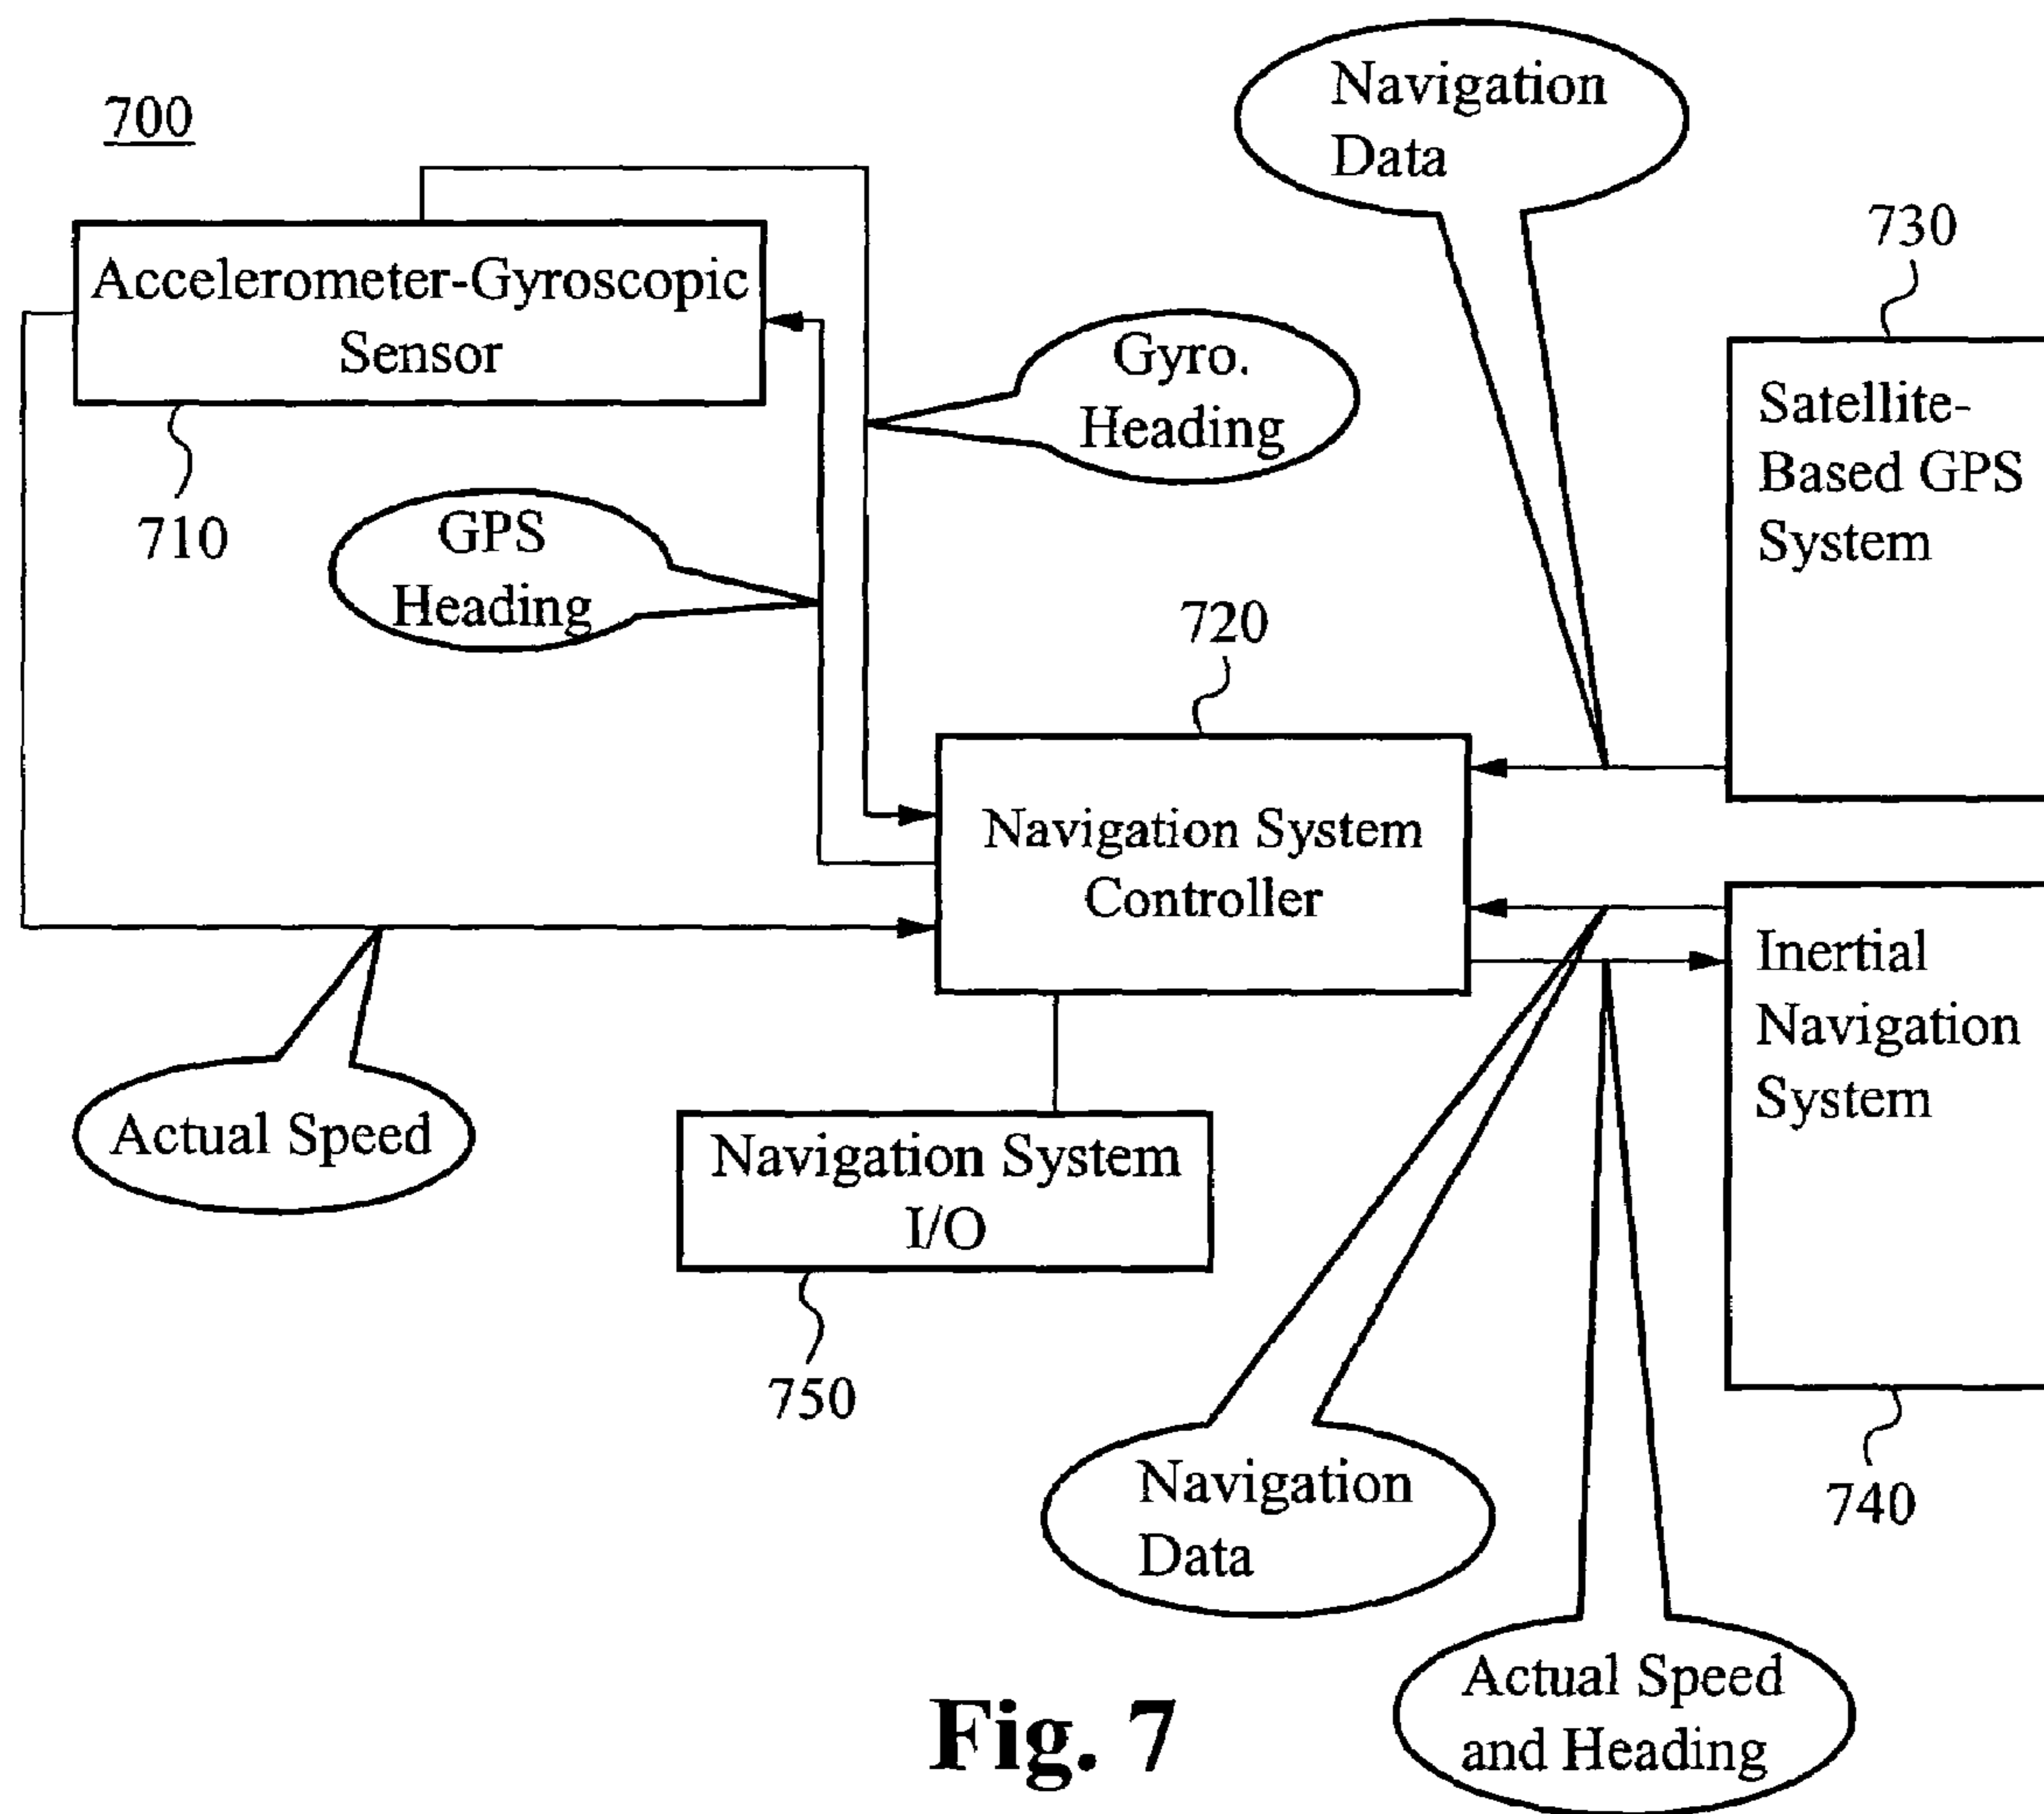 700
Navigation
Data
730
Accelerometer-Gyroscopic
Sensor
710
Gyro.
Heading
GPS
Heading
Satellite-
Based GPS
System
720
Navigation System
Controller
Inertial
Navigation
System
Actual Speed
Navigation System
I/O
750
Navigation
Data
740
Actual Speed
and Heading
Fig. 7